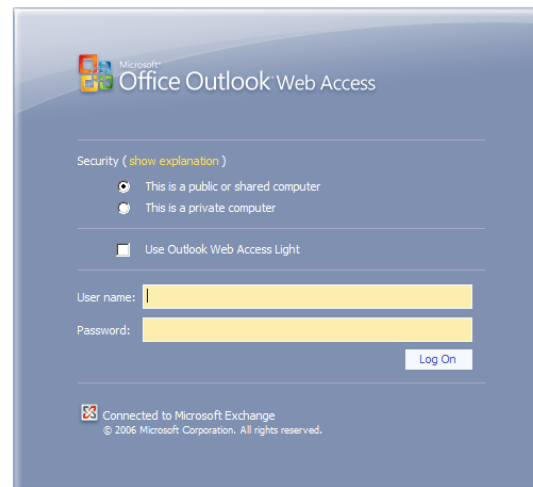 Microsoft®
Office Outlook® Web Access
Security ( show explanation )
This is a public or shared computer
This is a private computer
Use Outlook Web Access Light
User name:
Password:
Log On
Connected to Microsoft Exchange
© 2006 Microsoft Corporation. All rights reserved.